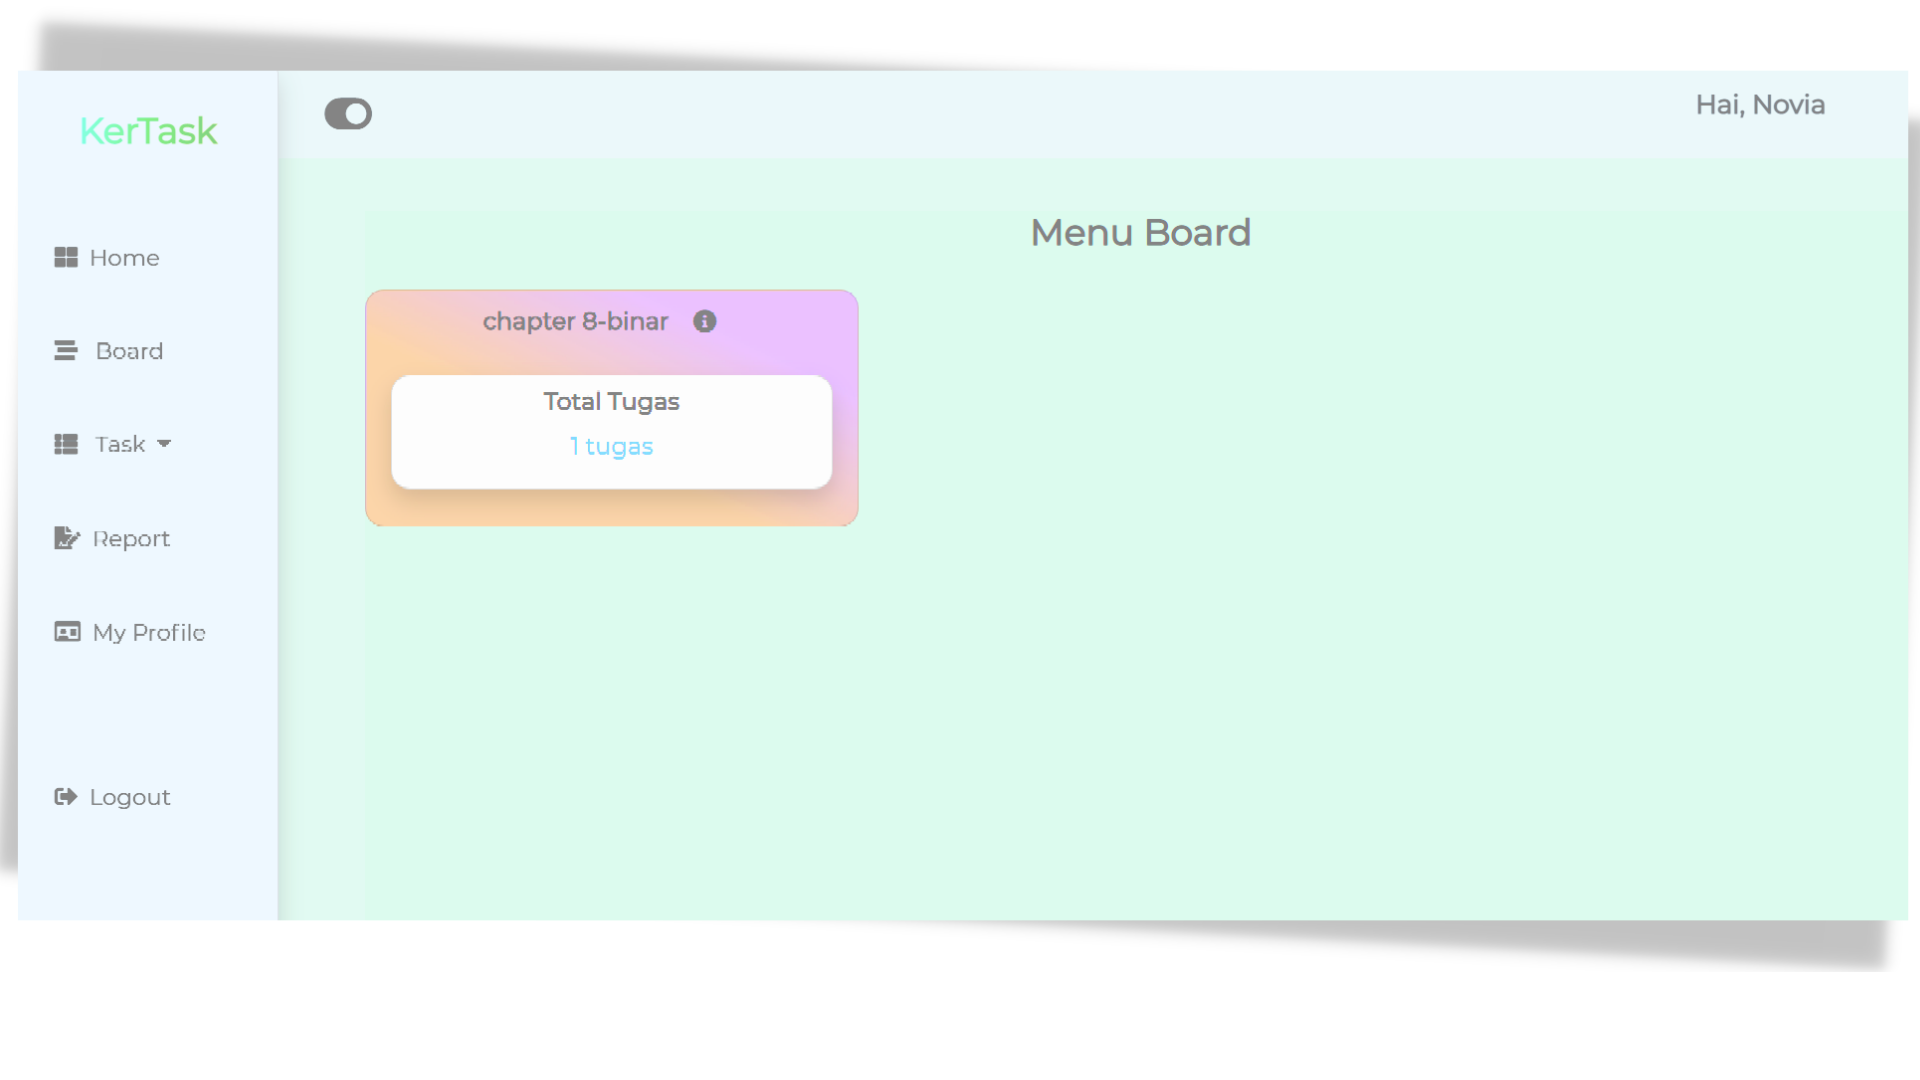 KerTask
Hai, Novia
Home
Board
Task
Report
My Profile
Logout
Menu Board
chapter 8-binar
Total Tugas
1 tugas